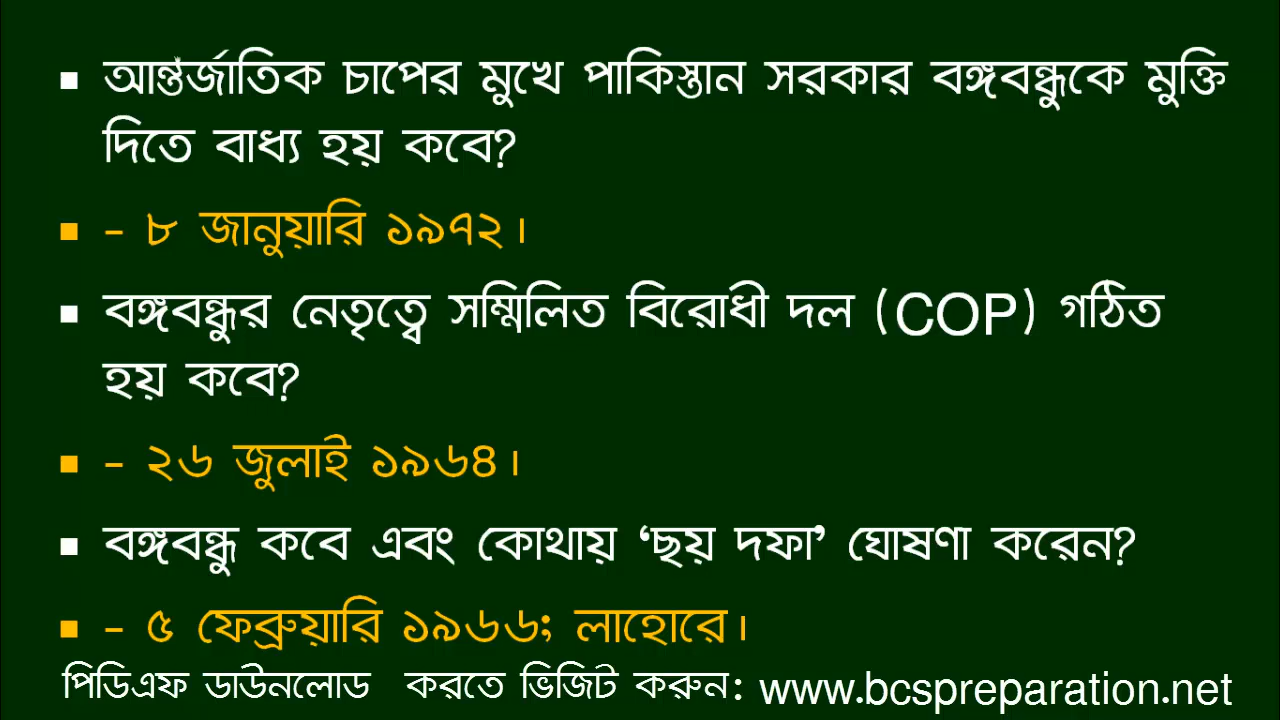 ▪ আন্তর্জাতিক চাপের মুখে পাকিস্তান সরকার বঙ্গবন্ধুকে মুক্তি
দিতে বাধ্য হয় কবে?
▪ - ৮ জানুয়ারি ১৯৭২।
▪ বঙ্গবন্ধুর নেতৃত্বে সম্মিলিত বিরোধী দল (COP) গঠিত
হয় কবে?
▪ - ২৬ জুলাই ১৯৬৪।
▪ বঙ্গবন্ধু কবে এবং কোথায় ‘ছয় দফা’ ঘোষণা করেন?
▪ - ৫ ফেব্রুয়ারি ১৯৬৬; লাহোরে।
পিডিএফ ডাউনলোড করতে ভিজিট করুন: www.bcspreparation.net